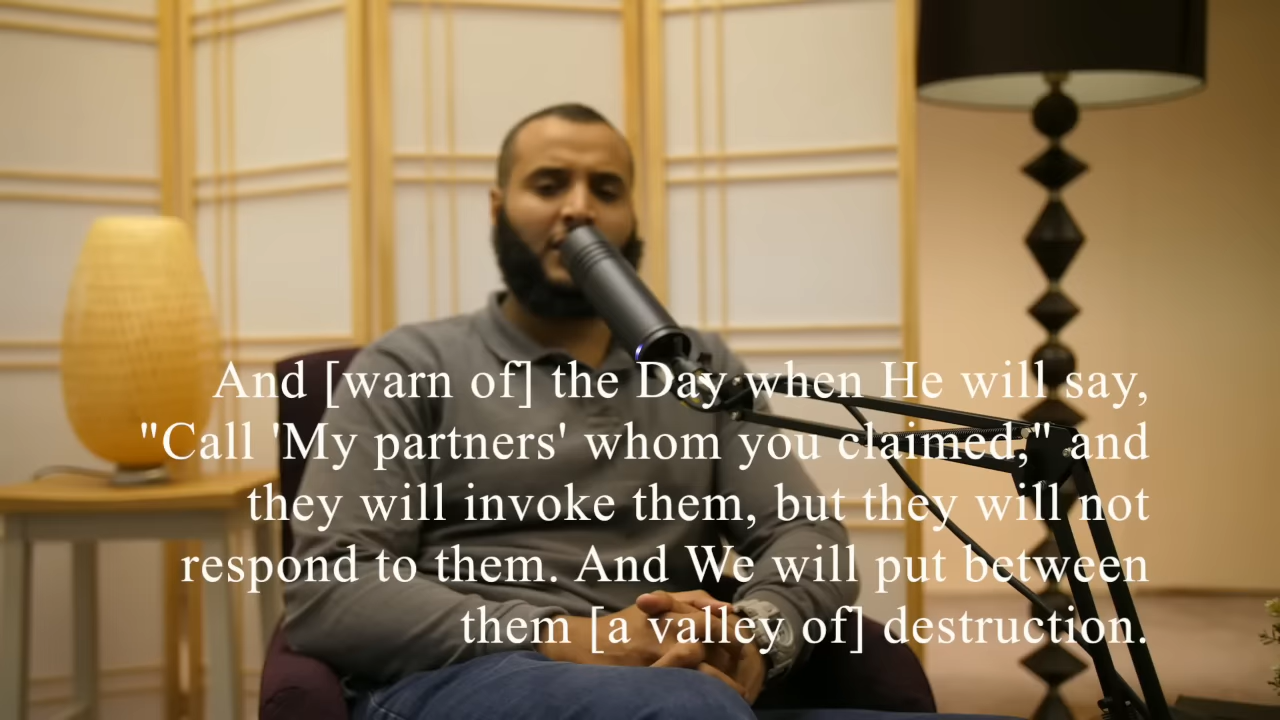 And [warn of] the Day when He will say,
"Call 'My partners' whom you claimed," and
they will invoke them, but they will not
respond to them. And We will put between
them [a valley of] destruction.